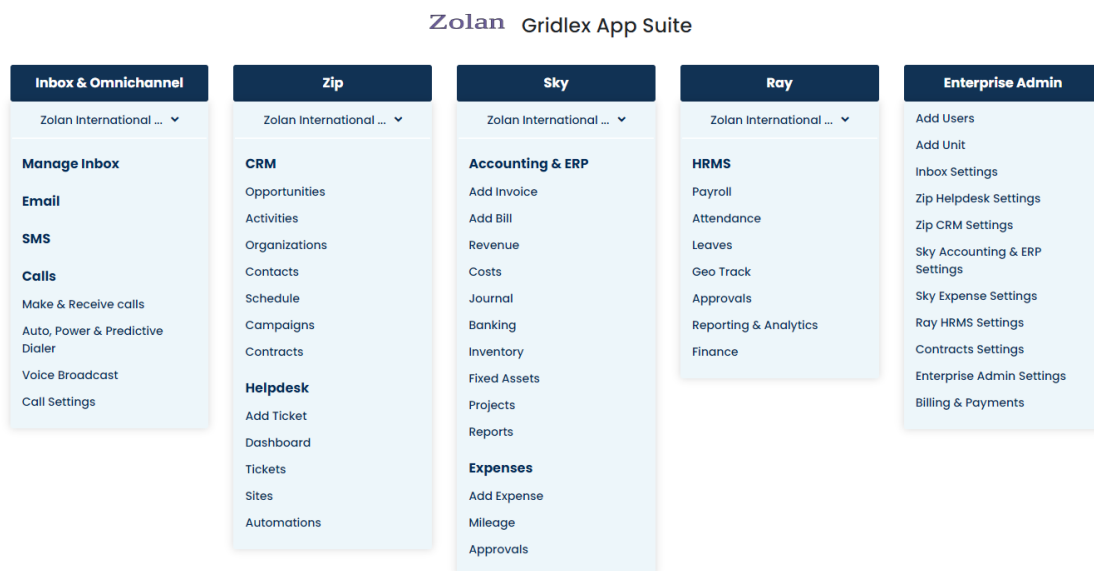 Zolan Gridlex App Suite
Inbox & Omnichannel
Zolan International ...
Manage Inbox
Email
SMS
Calls
Make & Receive calls
Auto, Power & Predictive
Dialer
Voice Broadcast
Call Settings
Zip
Zolan International ...
CRM
Opportunities
Activities
Organizations
Contacts
Schedule
Campaigns
Contracts
Helpdesk
Add Ticket
Dashboard
Tickets
Sites
Automations
Sky
Zolan International ...
Accounting & ERP
Add Invoice
Add Bill
Revenue
Costs
Journal
Banking
Inventory
Fixed Assets
Projects
Reports
Expenses
Add Expense
Mileage
Approvals
Ray
Zolan International ...
HRMS
Payroll
Attendance
Leaves
Geo Track
Approvals
Reporting & Analytics
Finance
Enterprise Admin
Add Users
Add Unit
Inbox Settings
Zip Helpdesk Settings
Zip CRM Settings
Sky Accounting & ERP
Settings
Sky Expense Settings
Ray HRMS Settings
Contracts Settings
Enterprise Admin Settings
Billing & Payments